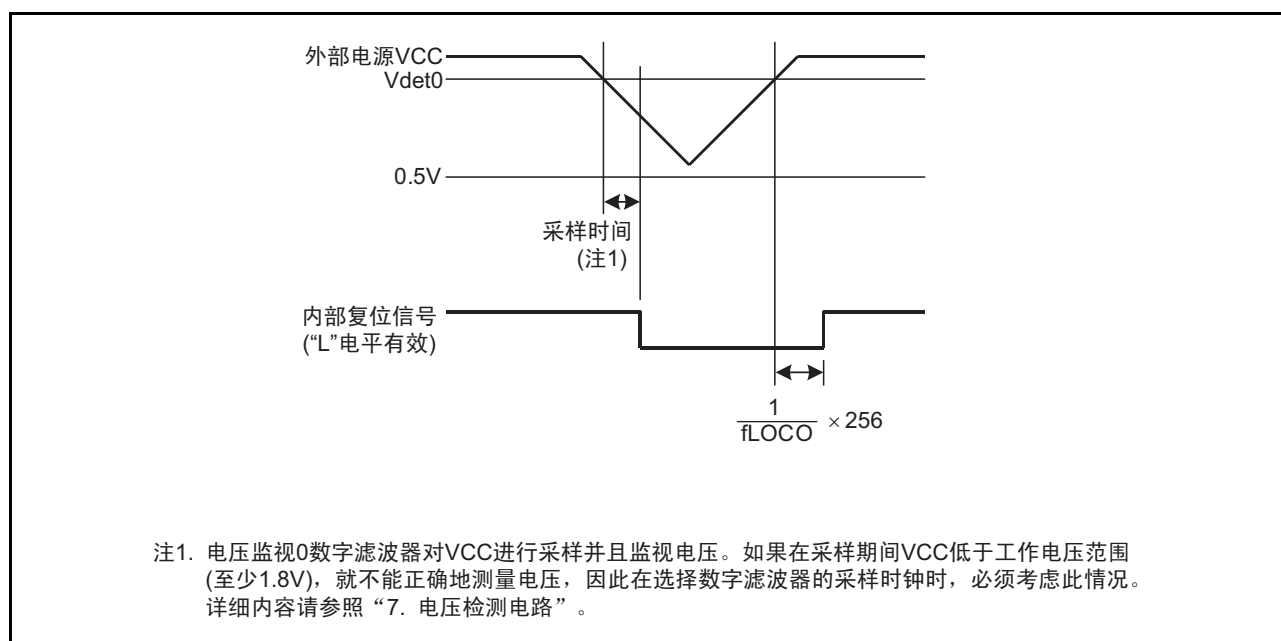 外部电源VCC
Vdet0
0.5V
采样时间
(注1)
内部复位信号
(“L”电平有效)
1
fLOCO × 256
注1. 电压监视0数字滤波器对VCC进行采样并且监视电压。如果在采样期间VCC低于工作电压范围
(至少1.8V)，就不能正确地测量电压，因此在选择数字滤波器的采样时钟时，必须考虑此情况。
详细内容请参照“7. 电压检测电路”。